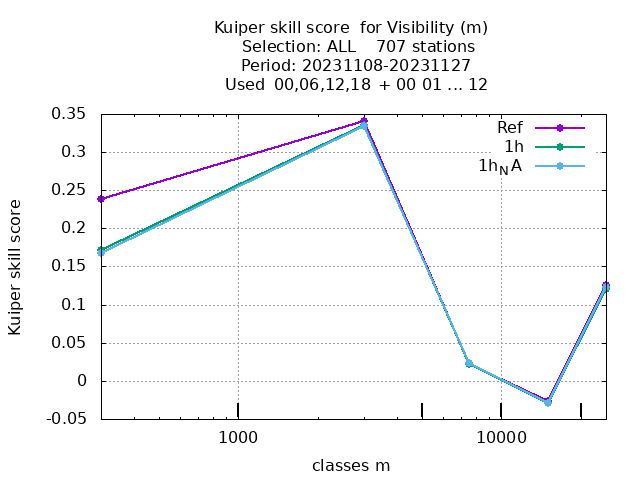 Kuiper skill score  for Visibility (m)
Selection: ALL    707 stations
Period: 20231108-20231127
Used  00,06,12,18  + 00 01 ... 12
Ref
1h
1h_NA
0.35
0.3
0.25
0.2
0.15
0.1
0.05
0
-0.05
Kuiper skill score
1000
10000
classes m